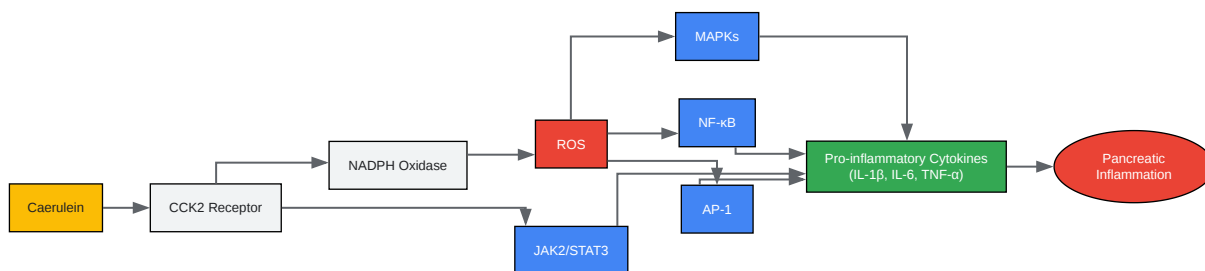 Caerulein
CCK2 Receptor
NADPH Oxidase
JAK2/STAT3
ROS
MAPKs
NF-κB
AP-1
Pro-inflammatory Cytokines
(IL-1β, IL-6, TNF-α)
Pancreatic
Inflammation